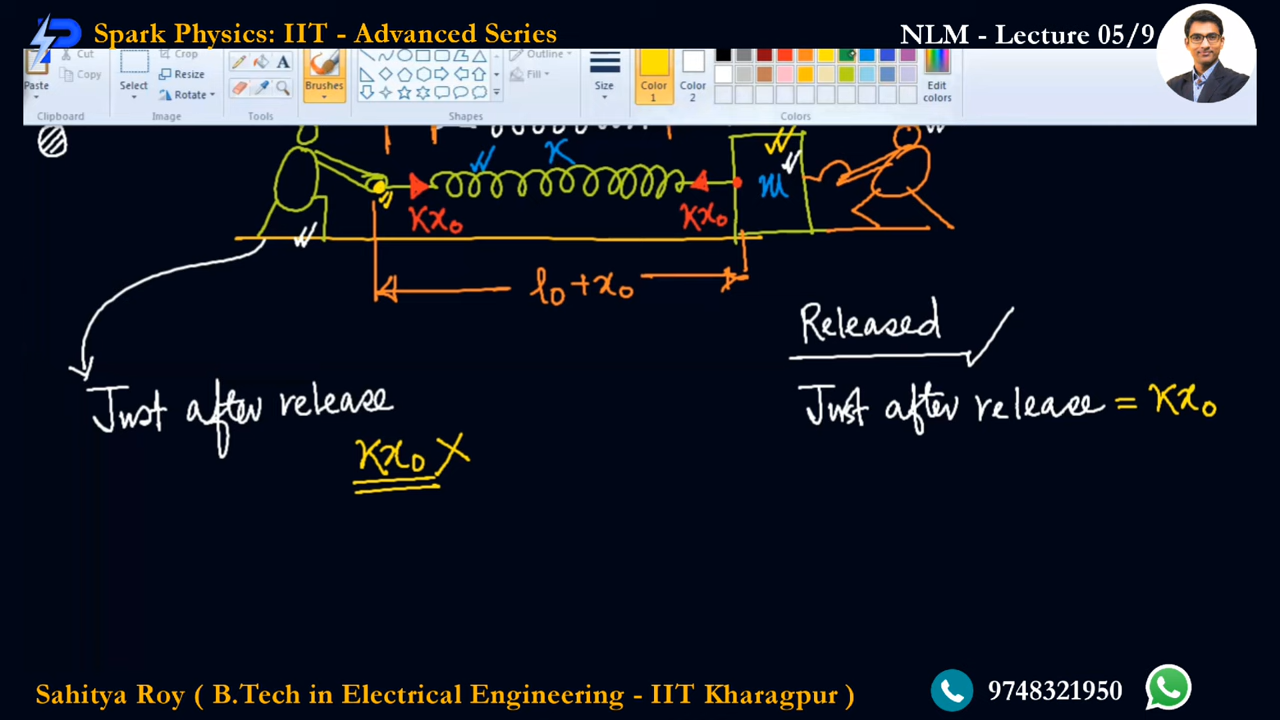 Spark Physics: IIT - Advanced Series
NLM - Lecture 05/9
Cut
Copy
Paste
Crop
Resize
Rotate
Select
A
Brushes
Outline
Fill
Size
Color 1
Color 2
Edit colors
Clipboard
Image
Tools
Shapes
Colors
K
m
Kx₀
Kx₀
l₀+x₀
Released
Just after release
Just after release = Kx₀
Kx₀ X
Sahitya Roy ( B.Tech in Electrical Engineering - IIT Kharagpur )
9748321950